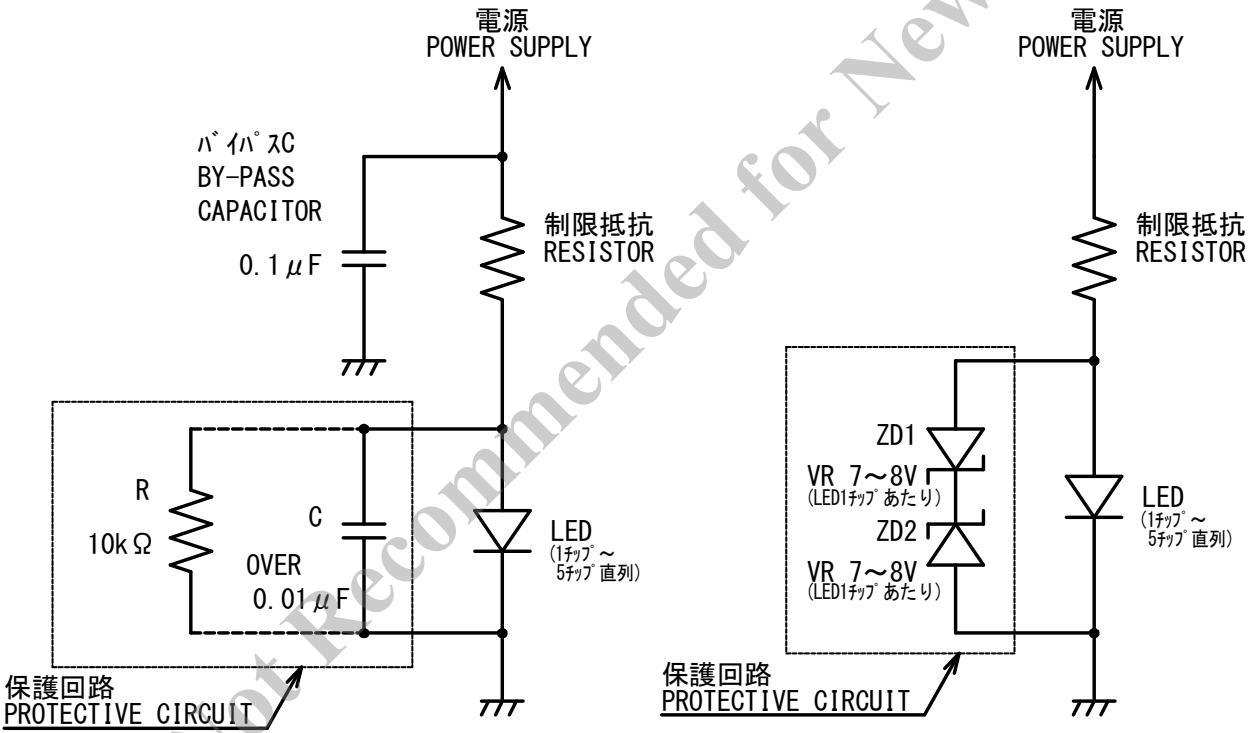 電源
POWER SUPPLY
バイパスC
BY-PASS
CAPACITOR
0.1μF
制限抵抗
RESISTOR
R
10kΩ
C
OVER
0.01μF
LED
(1チップ~
5チップ直列)
保護回路
PROTECTIVE CIRCUIT
電源
POWER SUPPLY
制限抵抗
RESISTOR
ZD1
VR 7~8V
(LED1チップあたり)
ZD2
VR 7~8V
(LED1チップあたり)
LED
(1チップ~
5チップ直列)
保護回路
PROTECTIVE CIRCUIT
Not Recommended for New